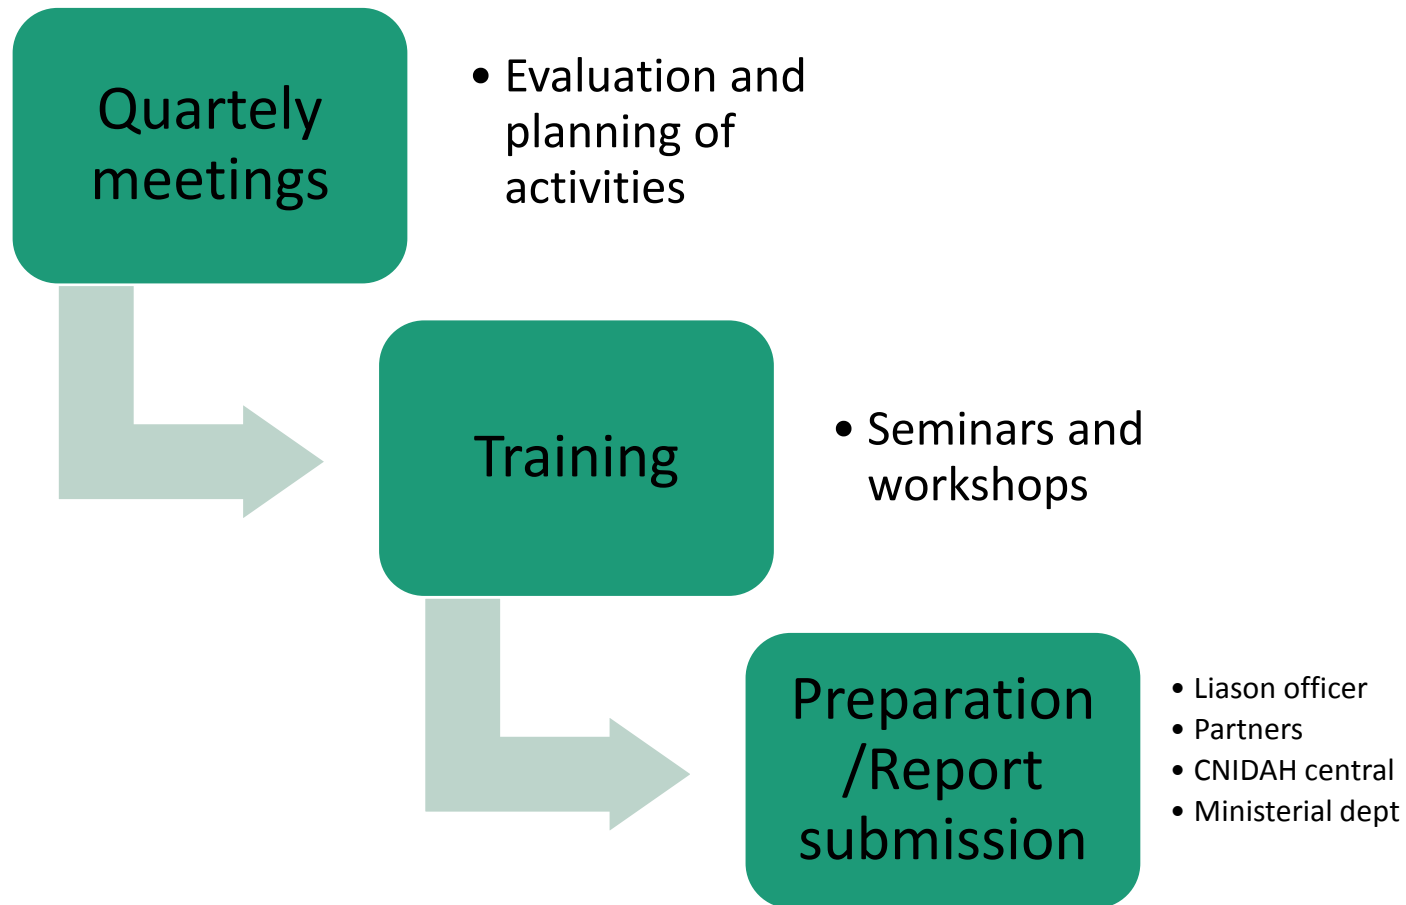 Quartely
meetings
• Evaluation and
planning of
activities
Training
• Seminars and
workshops
Preparation
/Report
submission
• Liason officer
• Partners
• CNIDAH central
• Ministerial dept